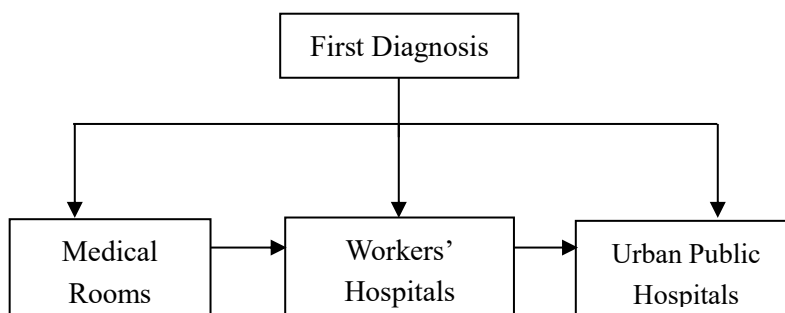 First Diagnosis
Medical
Rooms
Workers’
Hospitals
Urban Public
Hospitals